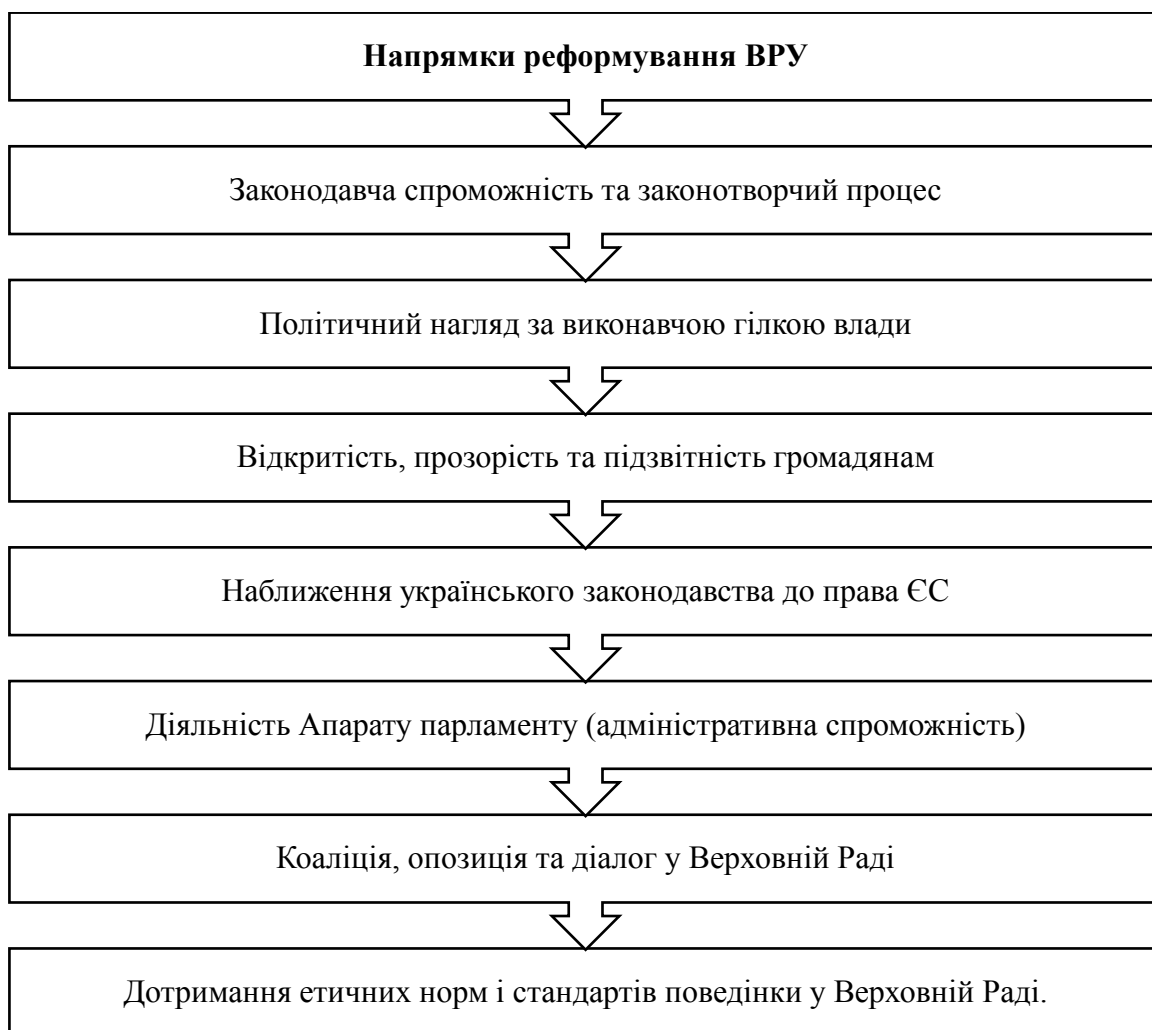 Напрямки реформування ВРУ
Законодавча спроможність та законотворчий процес
Політичний нагляд за виконавчою гілкою влади
Відкритість, прозорість та підзвітність громадянам
Наближення українського законодавства до права ЄС
Діяльність Апарату парламенту (адміністративна спроможність)
Коаліція, опозиція та діалог у Верховній Раді
Дотримання етичних норм і стандартів поведінки у Верховній Раді.